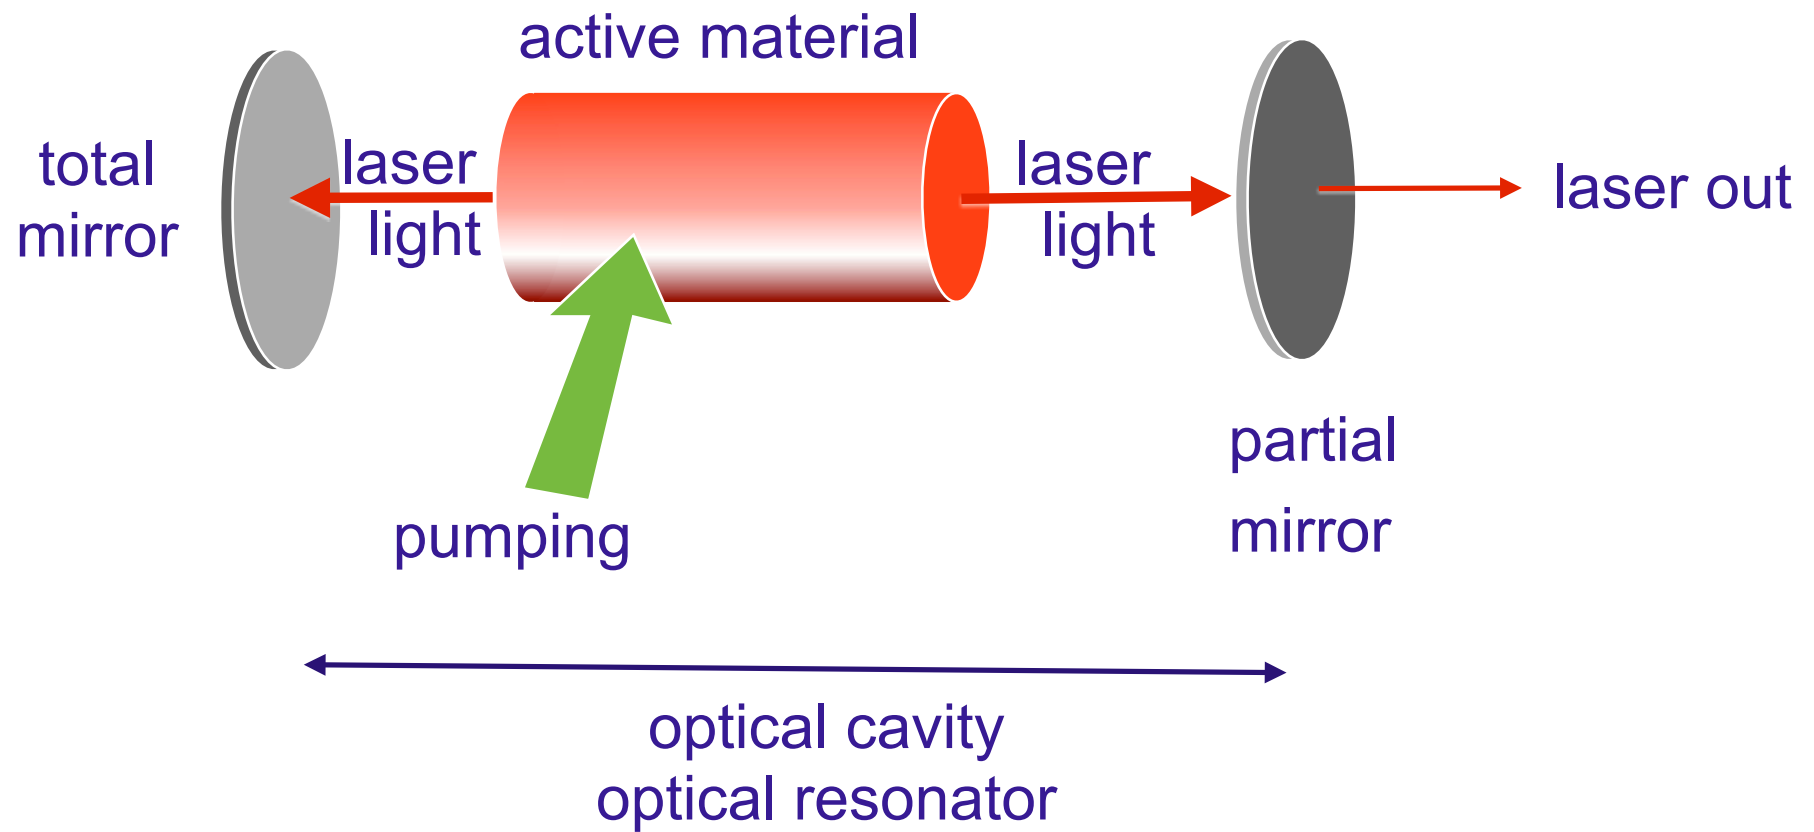 active material
total
mirror
laser
light
laser
light
laser out
partial
mirror
pumping
optical cavity
optical resonator